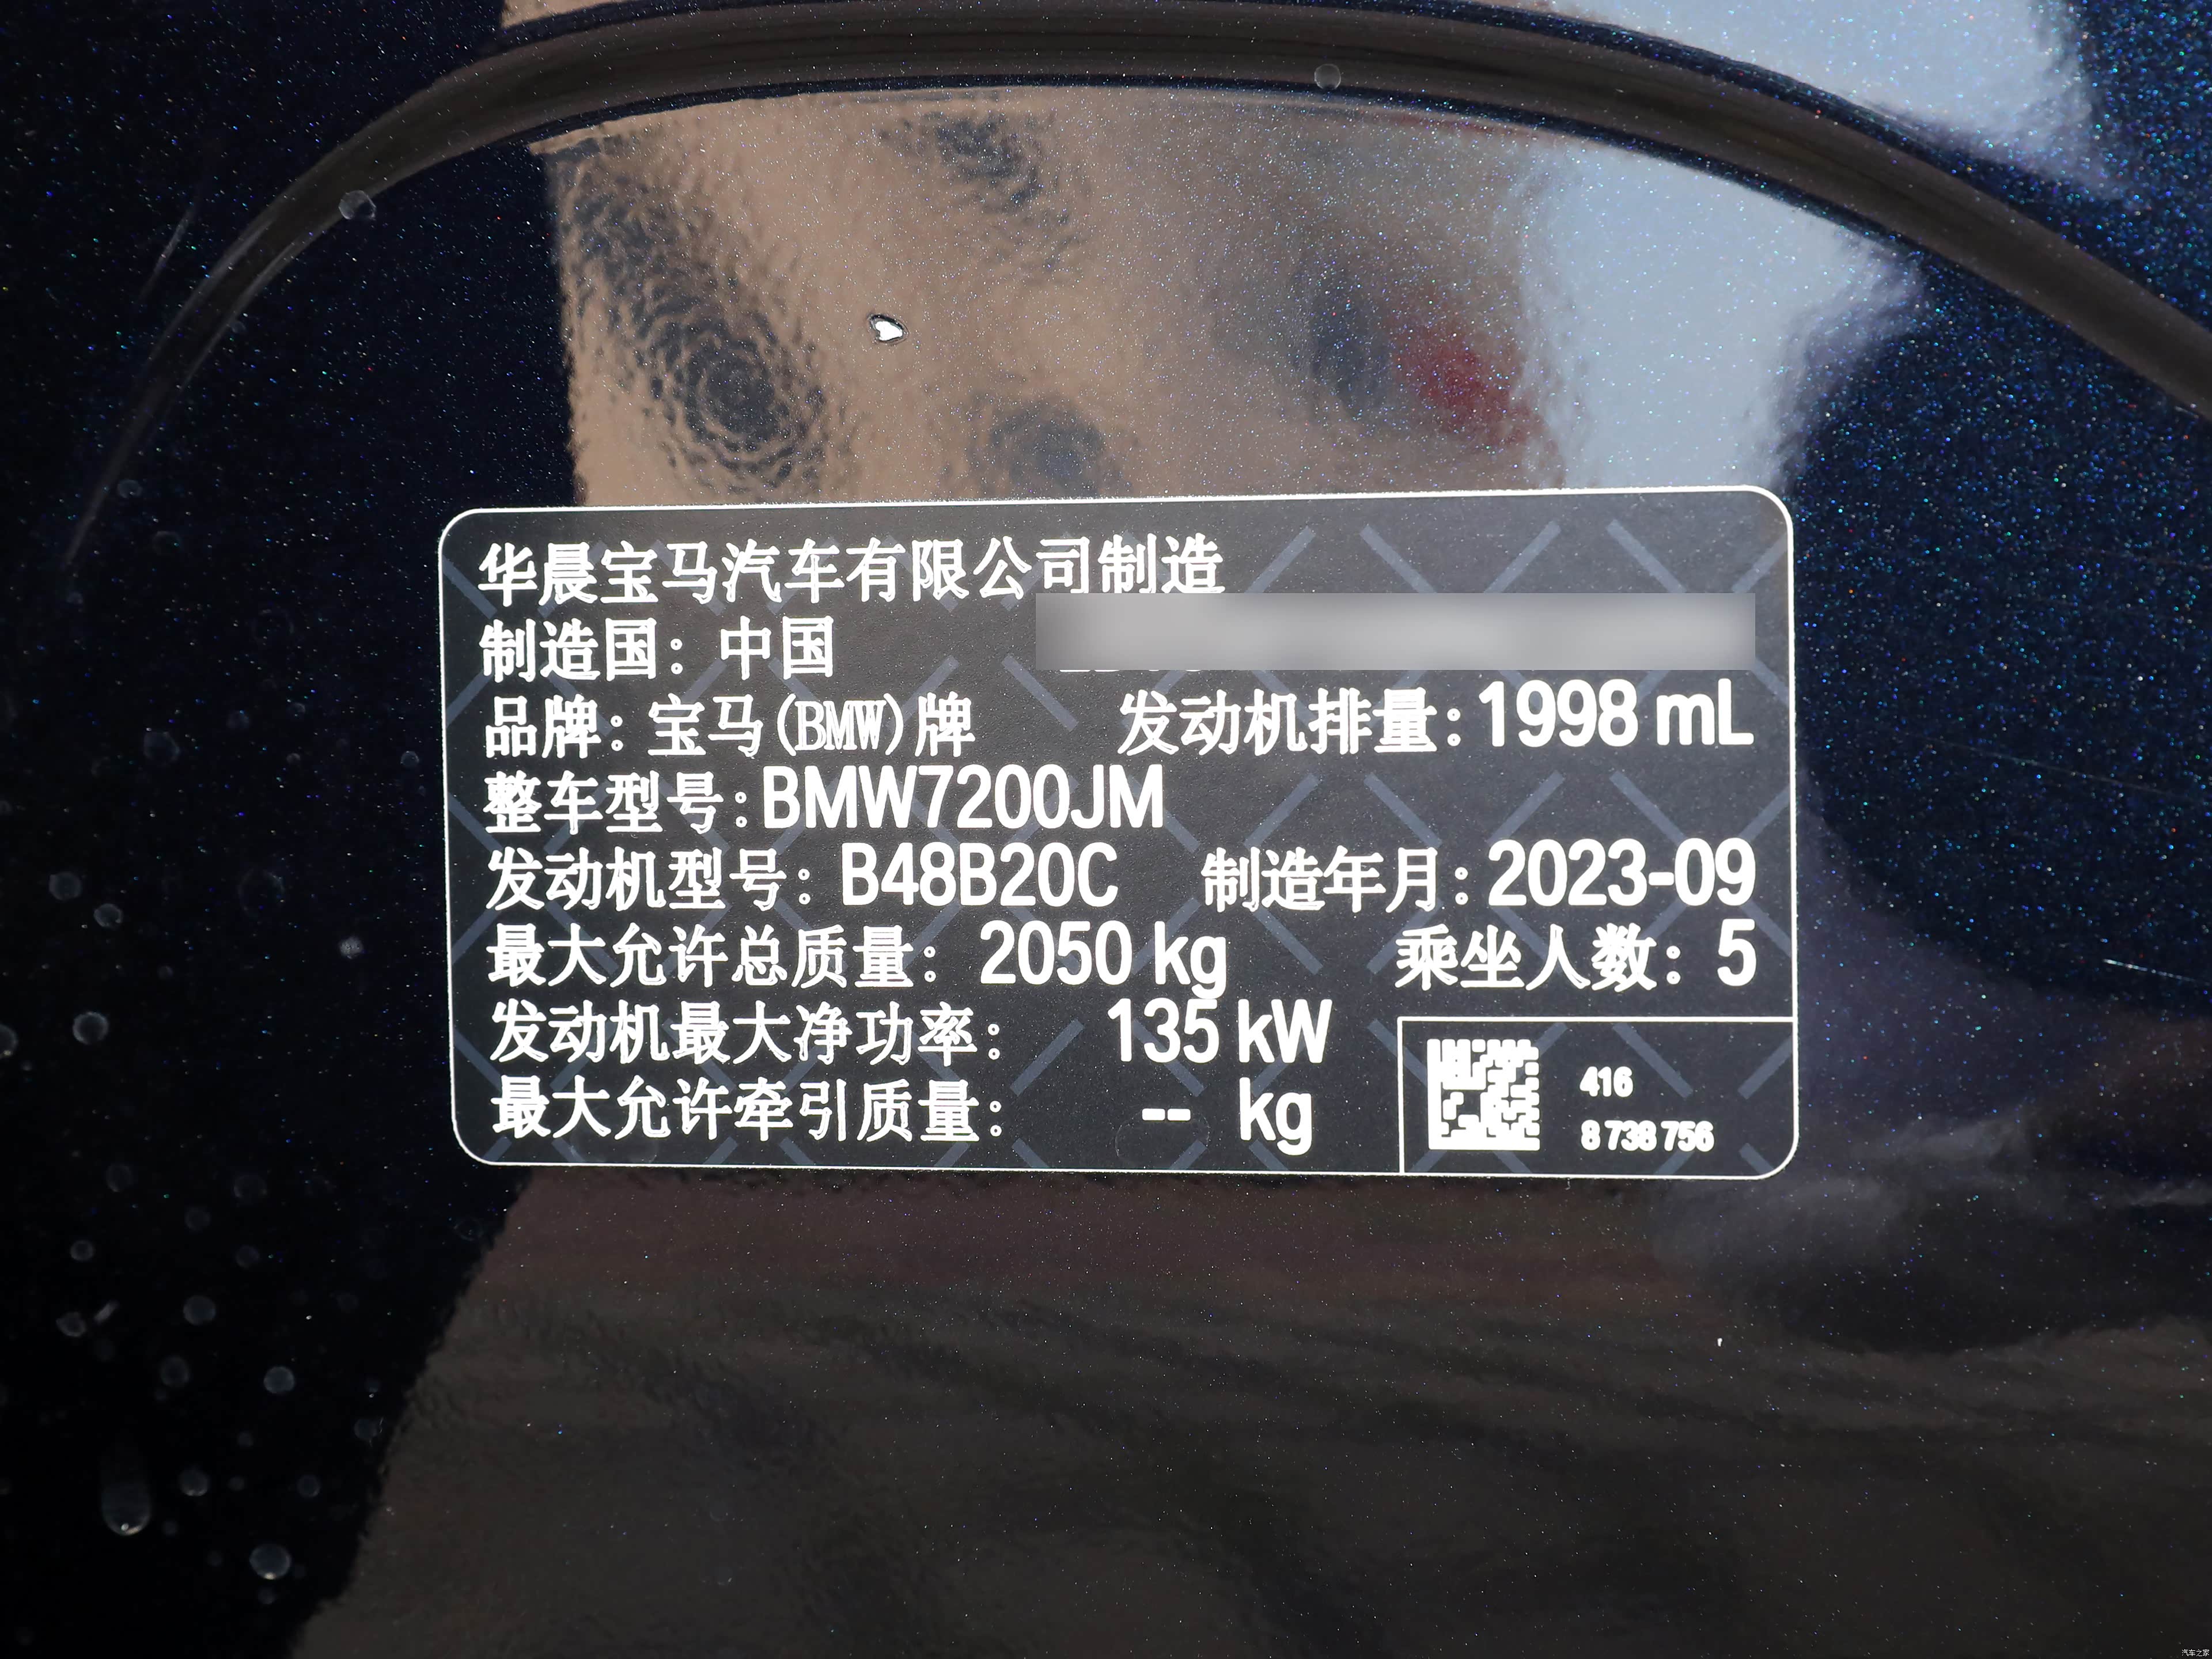 华晨宝马汽车有限公司制造
制造国：中国
品牌：宝马(BMW)牌 发动机排量：1998 mL
整车型号：BMW7200JM
发动机型号：B48B20C 制造年月：2023-09
最大允许总质量：2050 kg 乘坐人数：5
发动机最大净功率：135 kW
最大允许牵引质量：-- kg
416
8 738 756
汽车之家